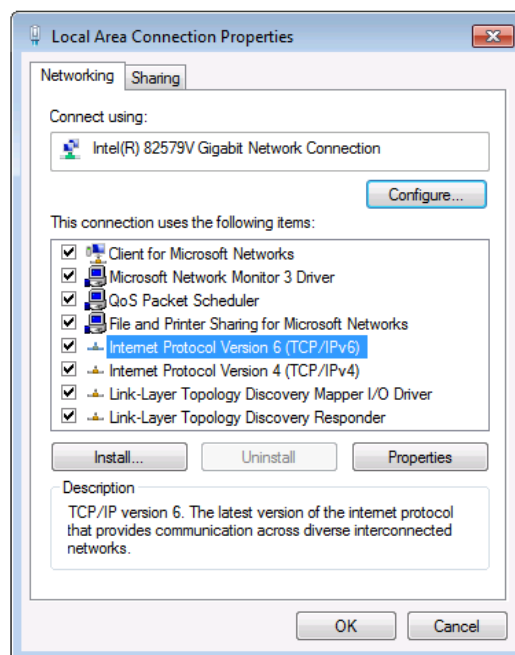 Local Area Connection Properties
Networking
Sharing
Connect using:
Intel(R) 82579V Gigabit Network Connection
Configure...
This connection uses the following items:
Client for Microsoft Networks
Microsoft Network Monitor 3 Driver
QoS Packet Scheduler
File and Printer Sharing for Microsoft Networks
Internet Protocol Version 6 (TCP/IPv6)
Internet Protocol Version 4 (TCP/IPv4)
Link-Layer Topology Discovery Mapper I/O Driver
Link-Layer Topology Discovery Responder
Install...
Uninstall
Properties
Description
TCP/IP version 6. The latest version of the internet protocol
that provides communication across diverse interconnected
networks.
OK
Cancel